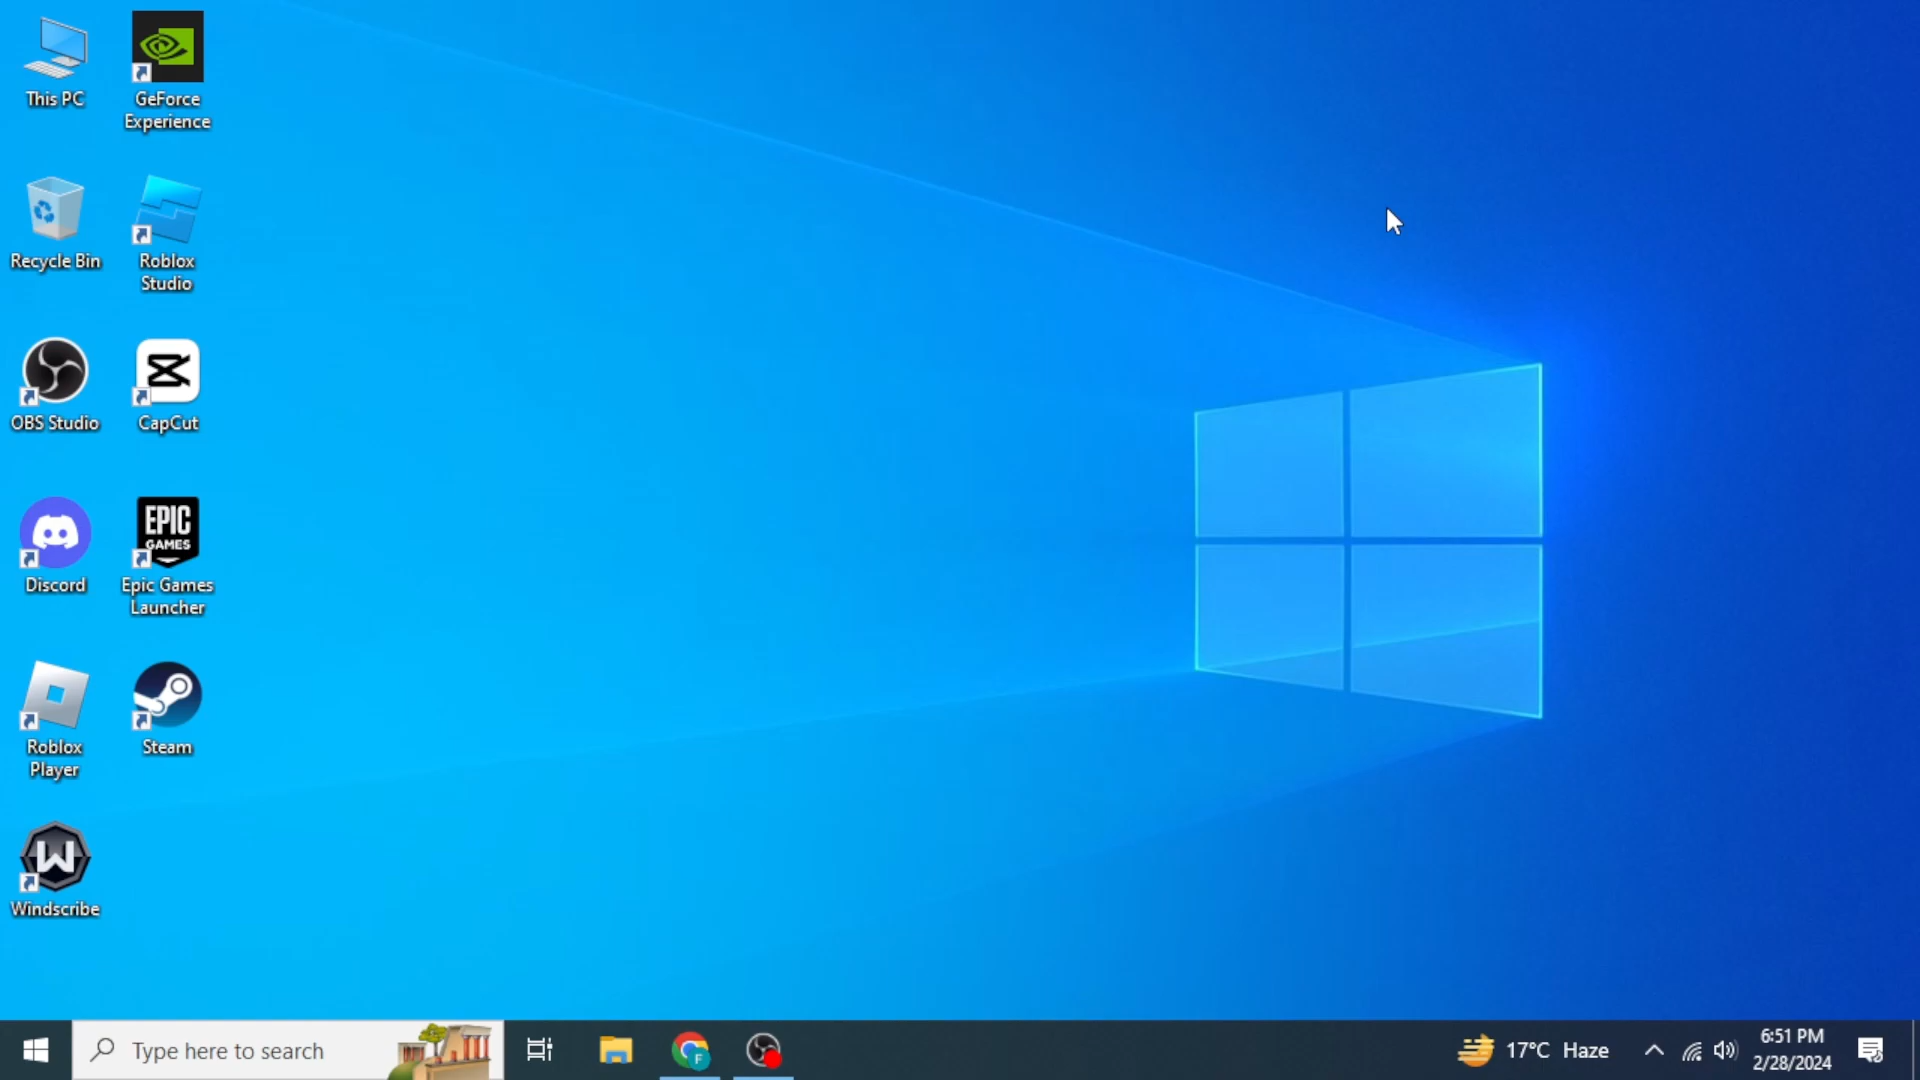 This PC
GeForce
Experience
Recycle Bin
Roblox
Studio
OBS Studio
CapCut
Discord
EPIC
GAMES
Epic Games
Launcher
Roblox
Player
Steam
W
Windscribe
Type here to search
F
17°C Haze
6:51 PM
2/28/2024